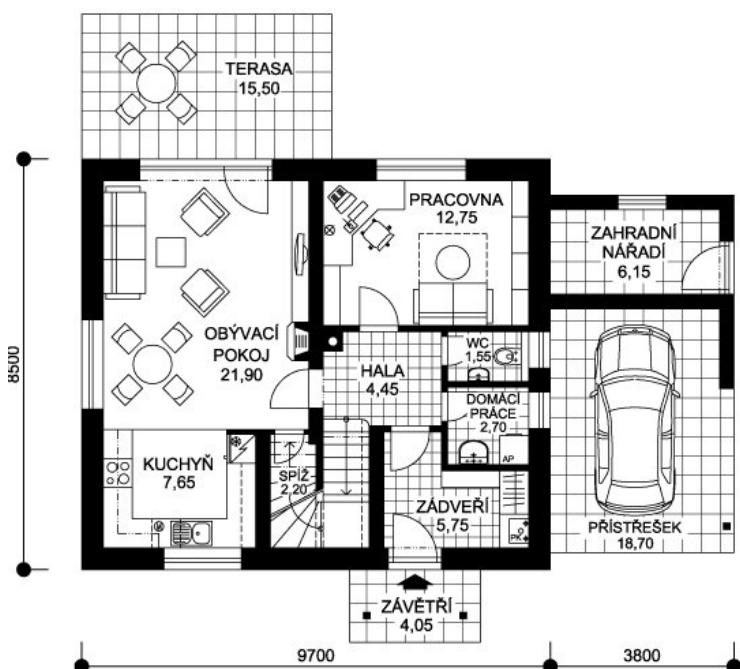 TERASA
15,50
PRACOVNA
12,75
ZAHRADNÍ
NÁŘADÍ
6,15
OBÝVACÍ
POKOJ
21,90
HALA
4,45
WC
1,55
DOMÁCÍ
PRÁCE
2,70
AP
8500
KUCHYŇ
7,65
SPÍŽ
2,20
ZÁDVEŘÍ
5,75
PK
PŘÍSTŘEŠEK
18,70
ZÁVĚTŘÍ
4,05
9700
3800